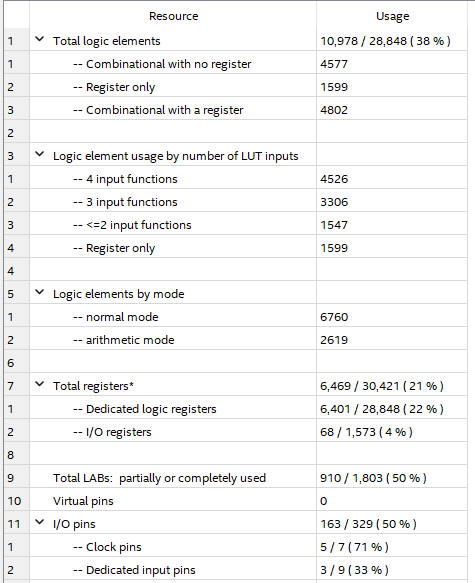 Resource Usage
1 Total logic elements 10,978 / 28,848 ( 38 % )
1 -- Combinational with no register 4577
2 -- Register only 1599
3 -- Combinational with a register 4802
2
3 Logic element usage by number of LUT inputs
1 -- 4 input functions 4526
2 -- 3 input functions 3306
3 -- <=2 input functions 1547
4 -- Register only 1599
4
5 Logic elements by mode
1 -- normal mode 6760
2 -- arithmetic mode 2619
6
7 Total registers* 6,469 / 30,421 ( 21 % )
1 -- Dedicated logic registers 6,401 / 28,848 ( 22 % )
2 -- I/O registers 68 / 1,573 ( 4 % )
8
9 Total LABs: partially or completely used 910 / 1,803 ( 50 % )
10 Virtual pins 0
11 I/O pins 163 / 329 ( 50 % )
1 -- Clock pins 5 / 7 ( 71 % )
2 -- Dedicated input pins 3 / 9 ( 33 % )